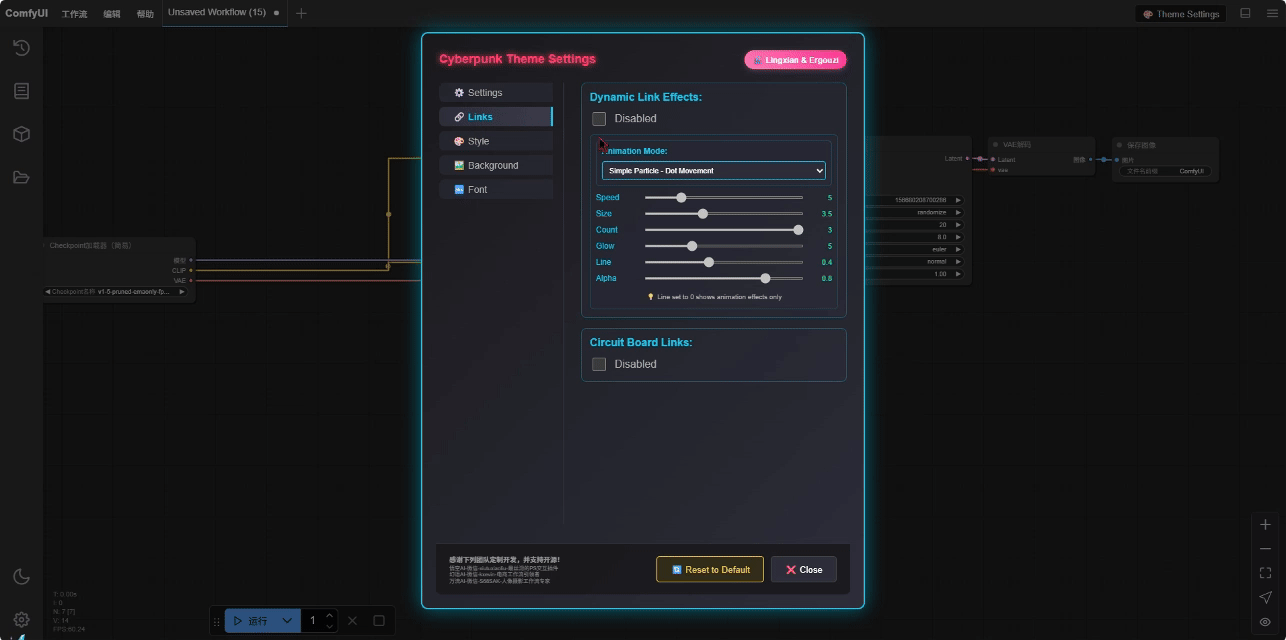 ComfyUI 工作流 编辑 帮助 Unsaved Workflow (15)
Theme Settings
Cyberpunk Theme Settings
Lingxian & Ergouzi
Settings
Links
Style
Background
Font
Dynamic Link Effects:
Disabled
Animation Mode:
Simple Particle - Dot Movement
Speed 5
Size 3.5
Count 3
Glow 5
Line 0.4
Alpha 0.8
Line set to 0 shows animation effects only
Circuit Board Links:
Disabled
Checkpoint加载器（简易）
模型
CLIP
VAE
Checkpoint名称 v1-5-pruned-emaonly-fp...
Latent
156680208700286
randomize
20
8.0
euler
normal
1.00
VAE解码
Latent 图像
vae
保存图像
图片
文件名前缀 ComfyUI
感谢下列团队定制开发，并支持开源！
Reset to Default
Close
T: 0.00s
I: 0
N: 7 [7]
V: 14
FPS:60.24
运行 1